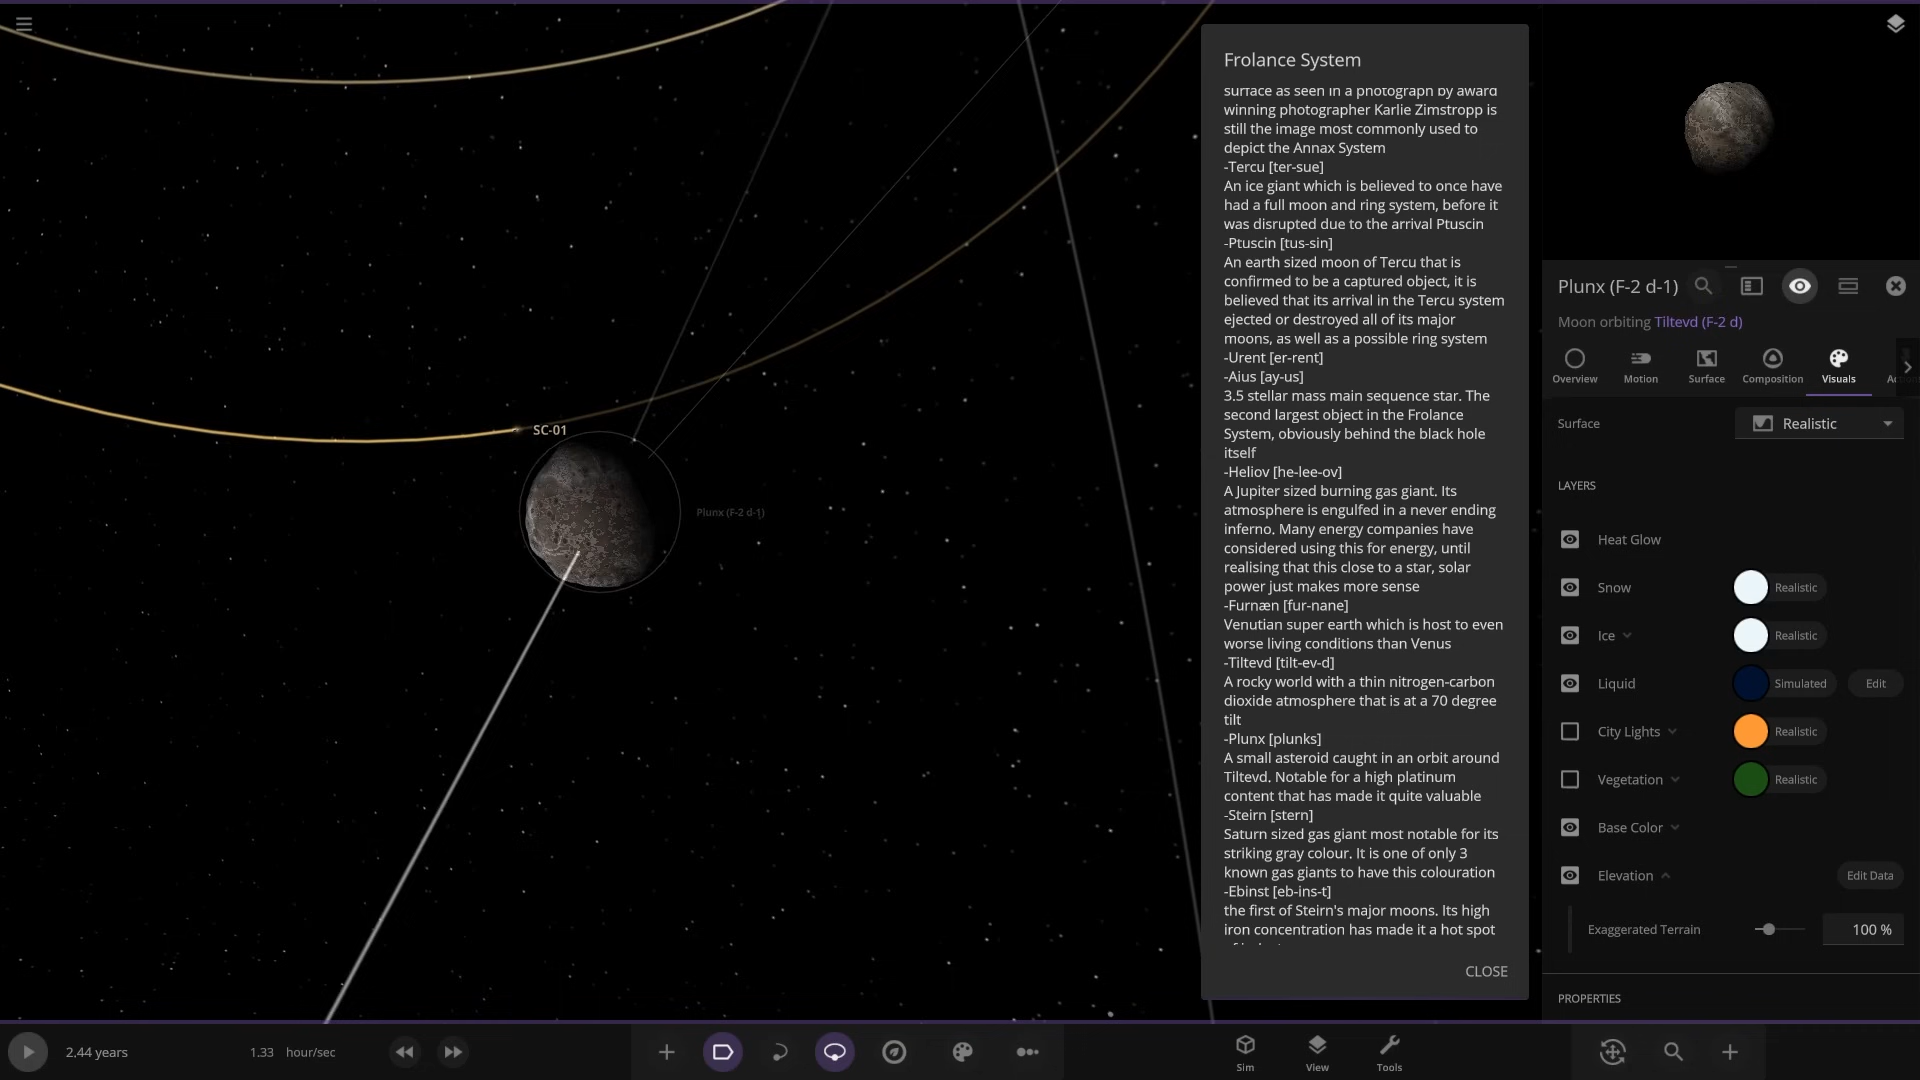 Frolance System
surface as seen in a photograph by award
winning photographer Karlie Zimstropp is
still the image most commonly used to
depict the Annax System
-Tercu [ter-sue]
An ice giant which is believed to once have
had a full moon and ring system, before it
was disrupted due to the arrival Ptuscin
-Ptuscin [tus-sin]
An earth sized moon of Tercu that is
confirmed to be a captured object, it is
believed that its arrival in the Tercu system
ejected or destroyed all of its major
moons, as well as a possible ring system
-Urent [er-rent]
-Aius [ay-us]
3.5 stellar mass main sequence star. The
second largest object in the Frolance
System, obviously behind the black hole
itself
-Heliov [he-lee-ov]
A Jupiter sized burning gas giant. Its
atmosphere is engulfed in a never ending
inferno. Many energy companies have
considered using this for energy, until
realising that this close to a star, solar
power just makes more sense
-Furnæn [fur-nane]
Venutian super earth which is host to even
worse living conditions than Venus
-Tiltevd [tilt-ev-d]
A rocky world with a thin nitrogen-carbon
dioxide atmosphere that is at a 70 degree
tilt
-Plunx [plunks]
A small asteroid caught in an orbit around
Tiltevd. Notable for a high platinum
content that has made it quite valuable
-Steirn [stern]
Saturn sized gas giant most notable for its
striking gray colour. It is one of only 3
known gas giants to have this colouration
-Ebinst [eb-ins-t]
the first of Steirn's major moons. Its high
iron concentration has made it a hot spot
CLOSE
SC-01
Plunx (F-2 d-1)
Plunx (F-2 d-1)
Moon orbiting Tiltevd (F-2 d)
Overview
Motion
Surface
Composition
Visuals
Surface
Realistic
LAYERS
Heat Glow
Snow
Realistic
Ice
Realistic
Liquid
Simulated
Edit
City Lights
Realistic
Vegetation
Realistic
Base Color
Elevation
Edit Data
Exaggerated Terrain
100 %
PROPERTIES
2.44 years
1.33 hour/sec
Sim
View
Tools